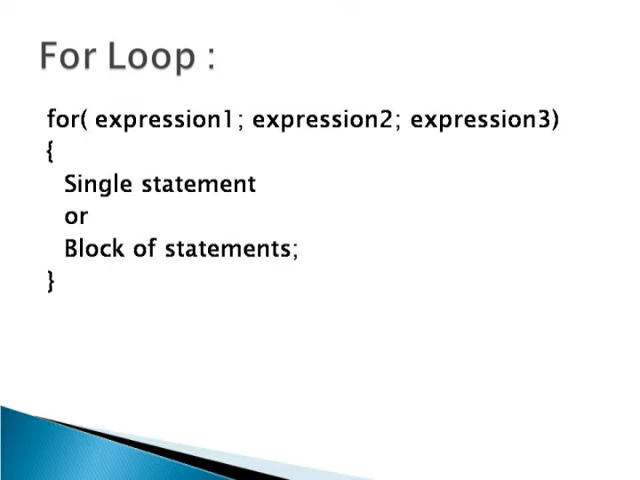 For Loop :
for( expression1; expression2; expression3)
{
Single statement
or
Block of statements;
}